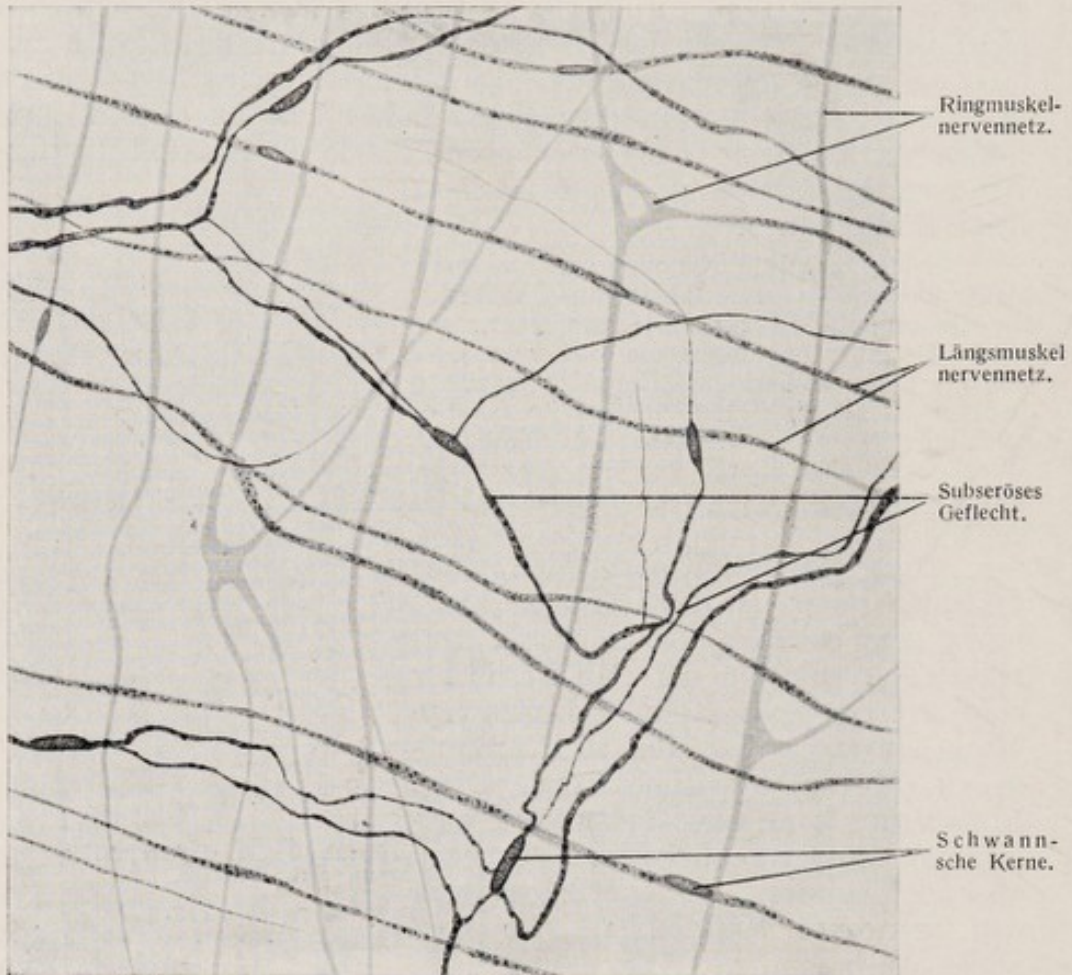 Ringmuskel-
nervennetz.
Längsmuskel
nervennetz.
Subseröses
Geflecht.
Schwann-
sche Kerne.